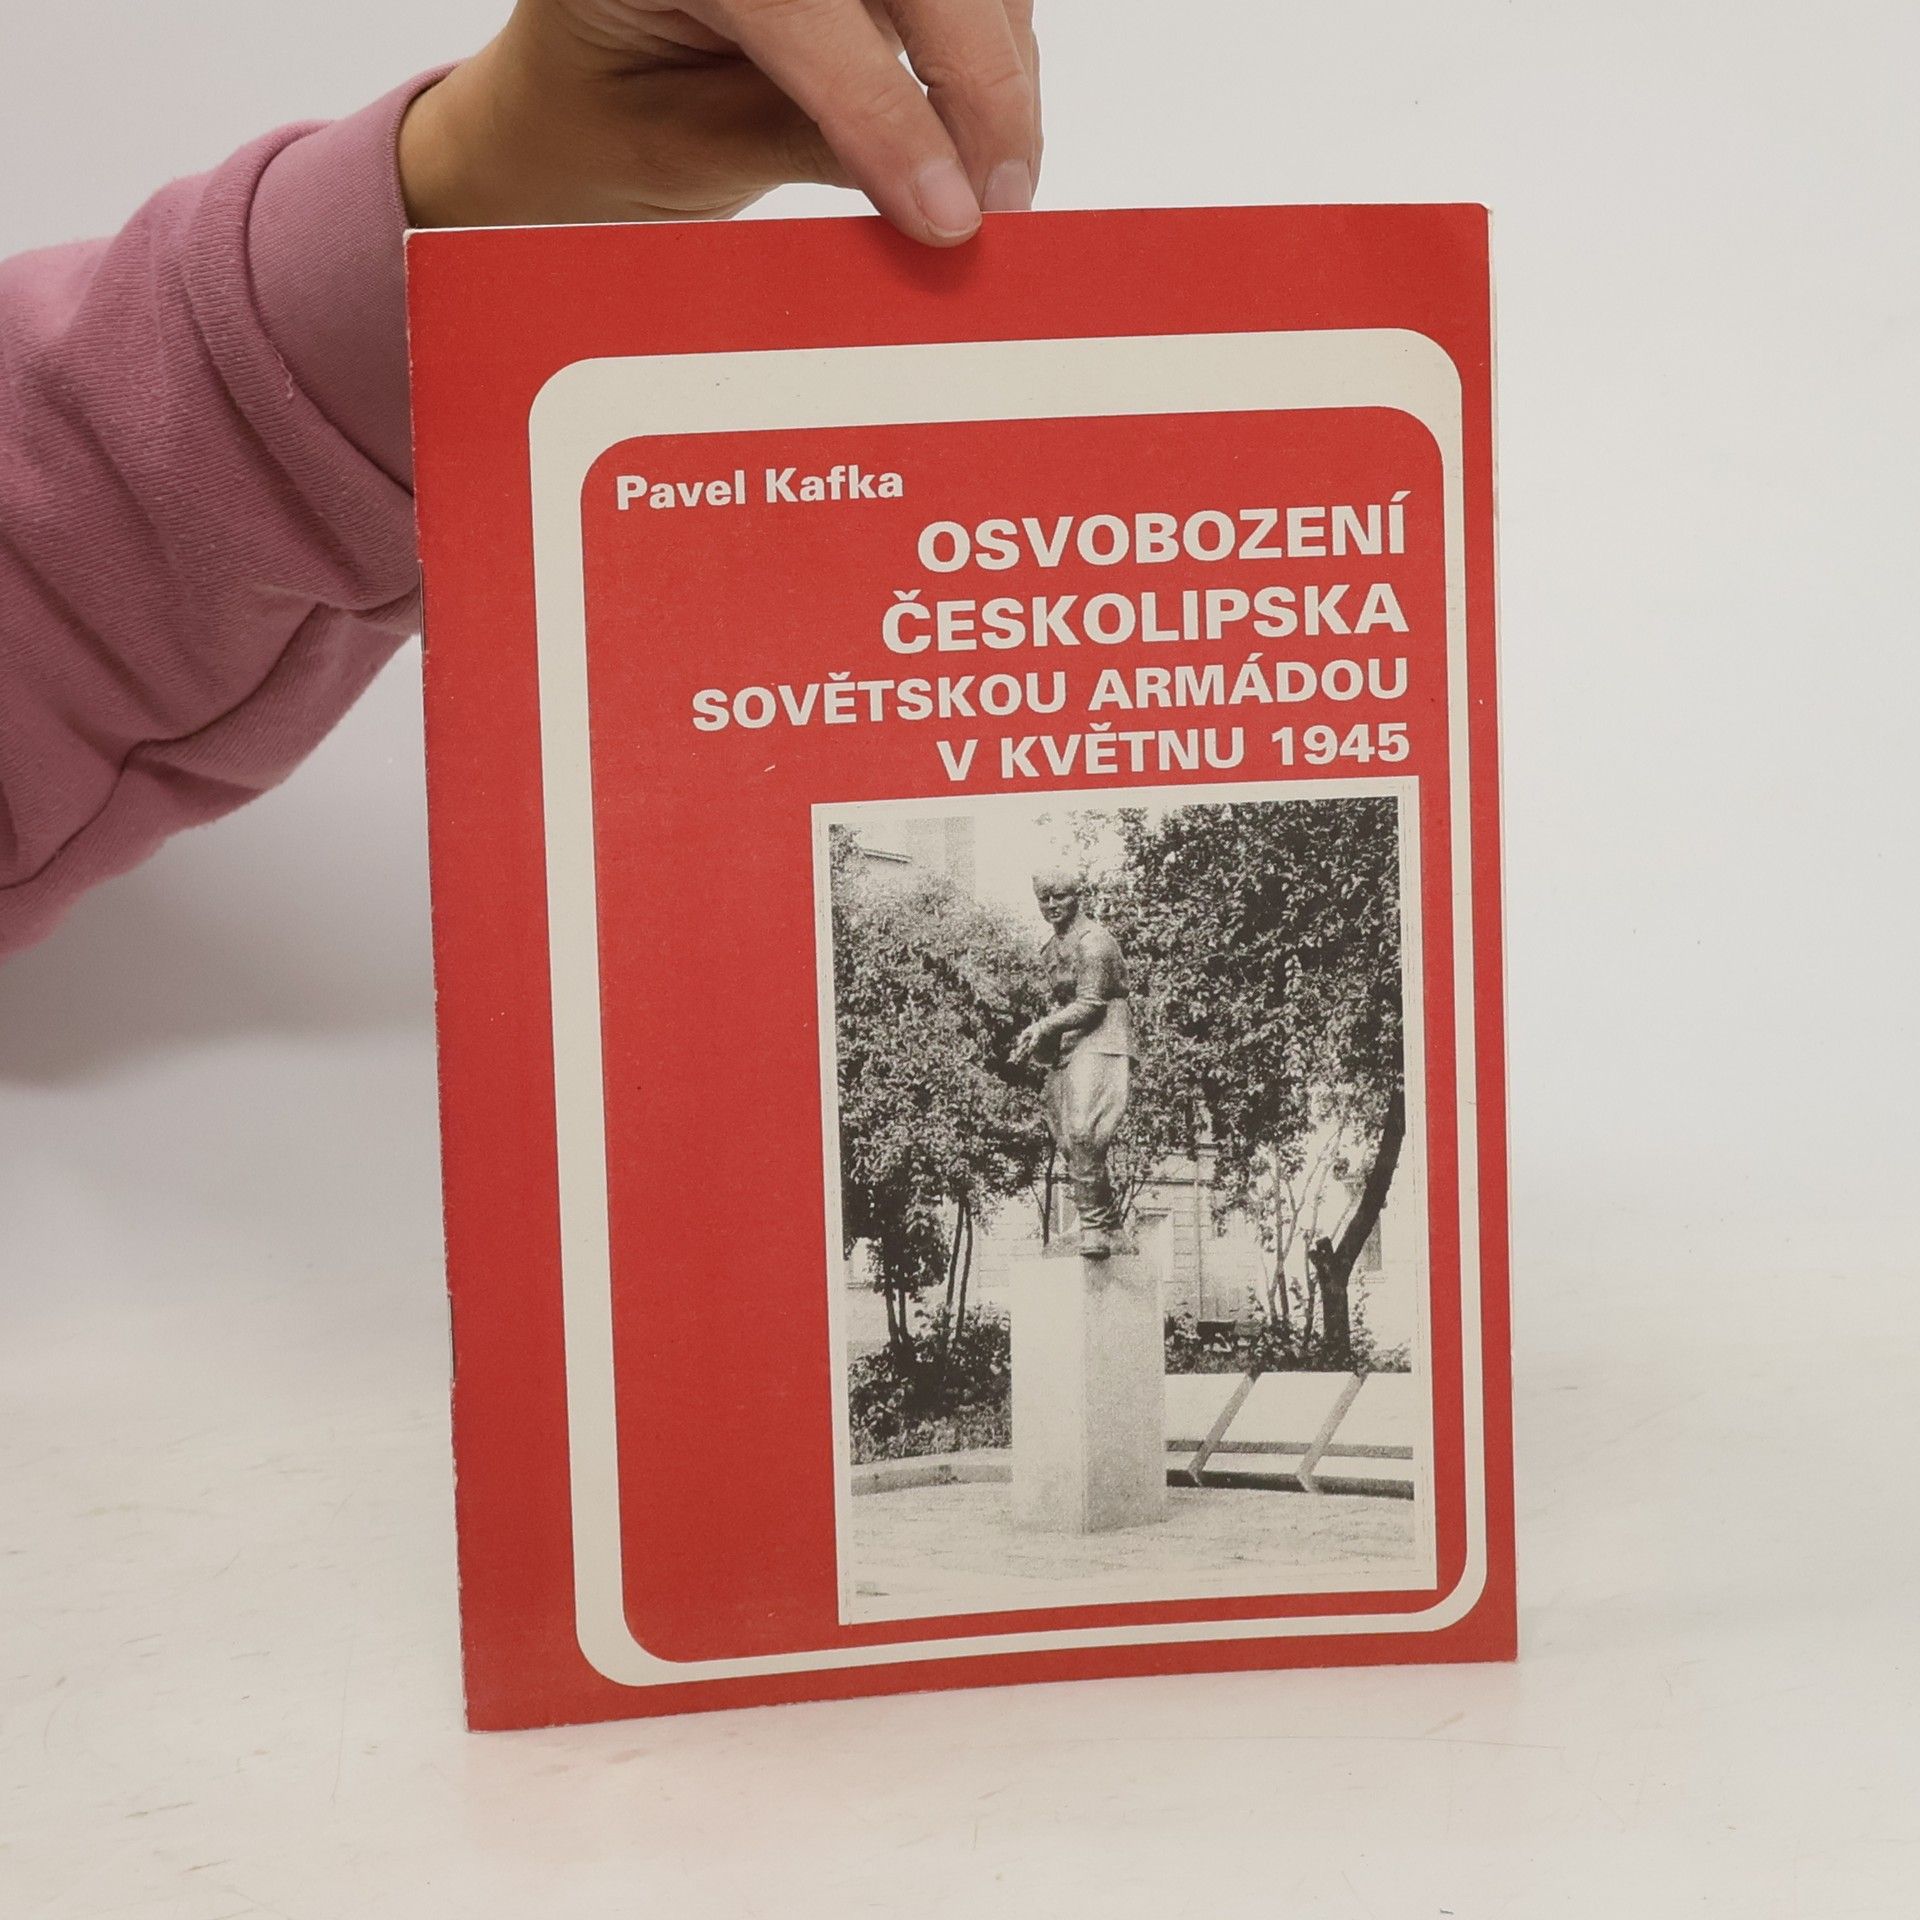 Pavel Kafka
OSVOBOZENÍ
ČESKOLIPSKA
SOVĚTSKOU ARMÁDOU
V KVĚTNU 1945